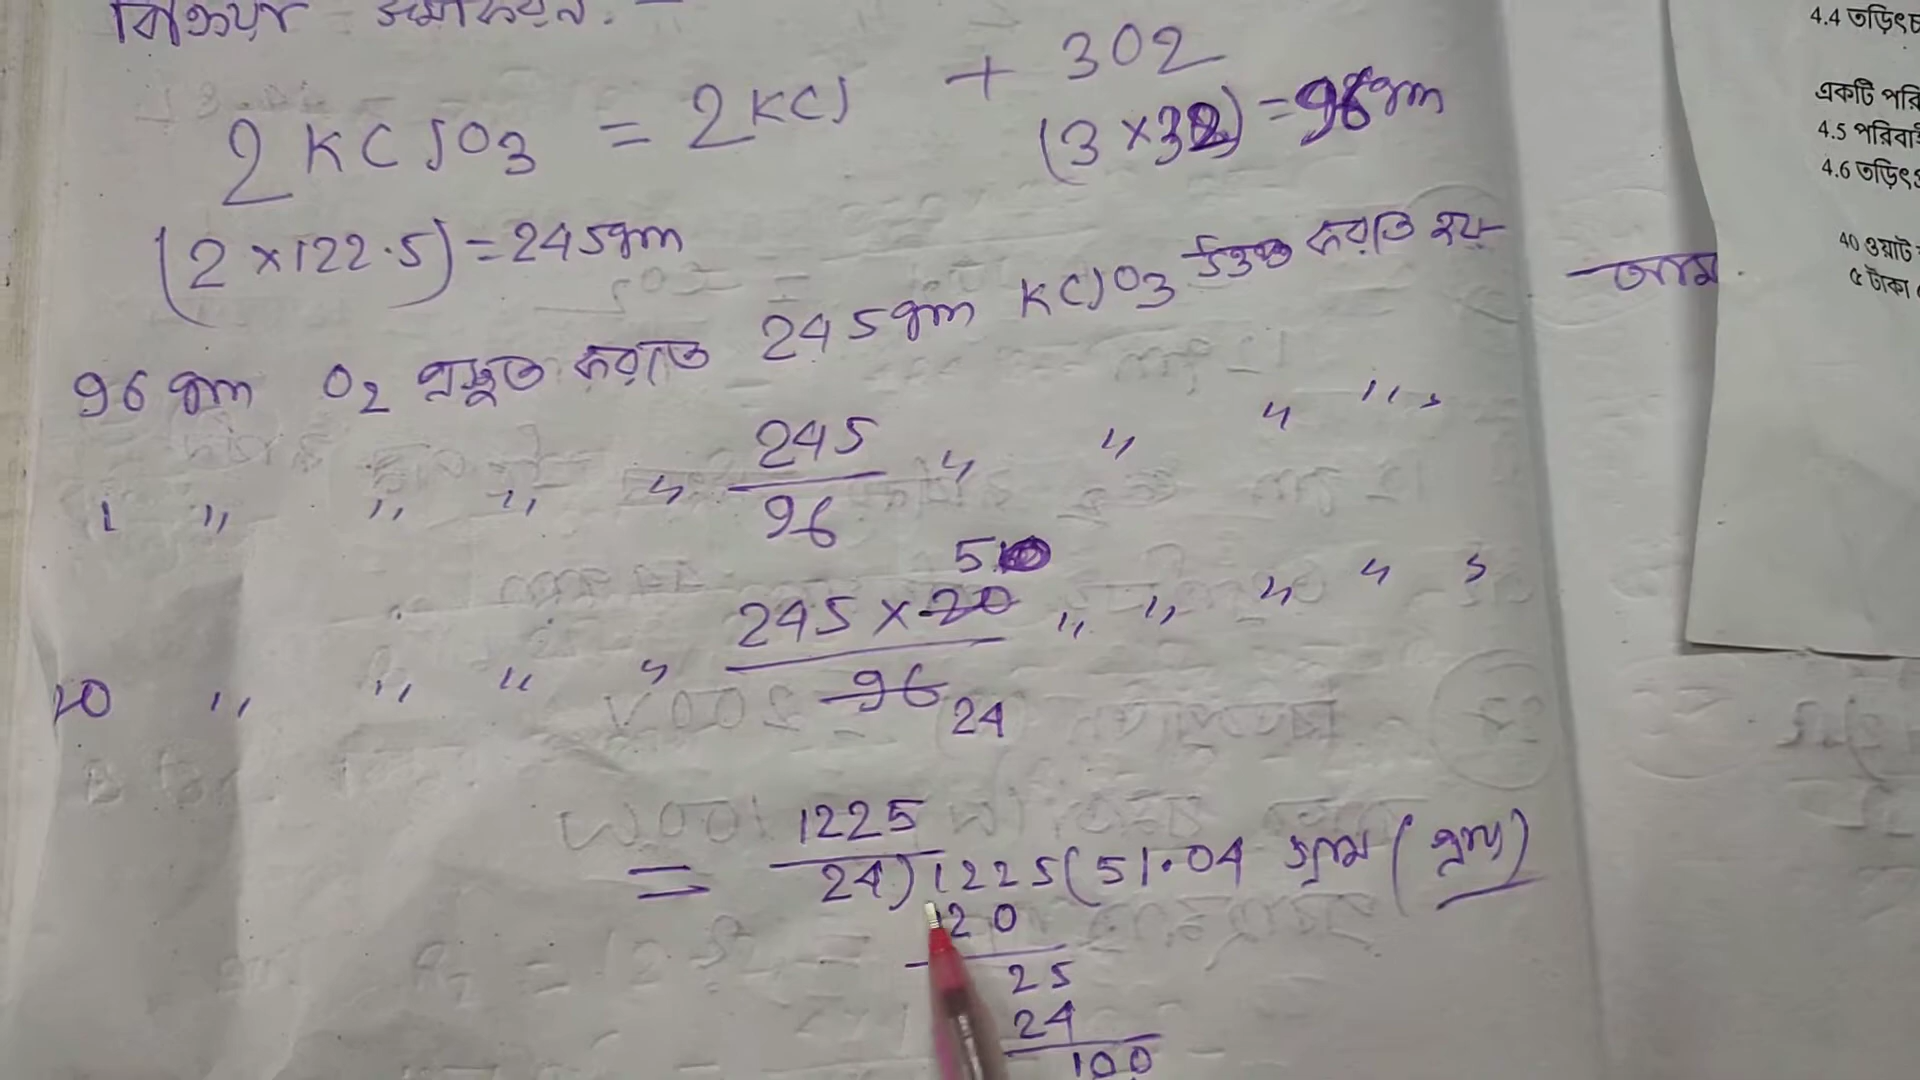 বিক্রিয়া সমীকরণ: -
2KClO3 = 2KCl + 3O2
(2×122.5)=245gm
(3×32)=96gm
96 gm O2 প্রস্তুত করতে 245gm KClO3 উত্তপ্ত করতে হয়
1 ,, ,, ,, ,, 245/96 ,, ,, ,, ,, ,
5
20 ,, ,, ,, ,, 245×20/96 ,, ,, ,, ,, ,
24
= 1225/24) 1225(51.04 গ্রাম (প্রায়)
120
25
24
100
4.4 তড়িৎ
একটি পরি
4.5 পরিবা
4.6 তড়িৎ
40 ওয়াট
৫ টাকা